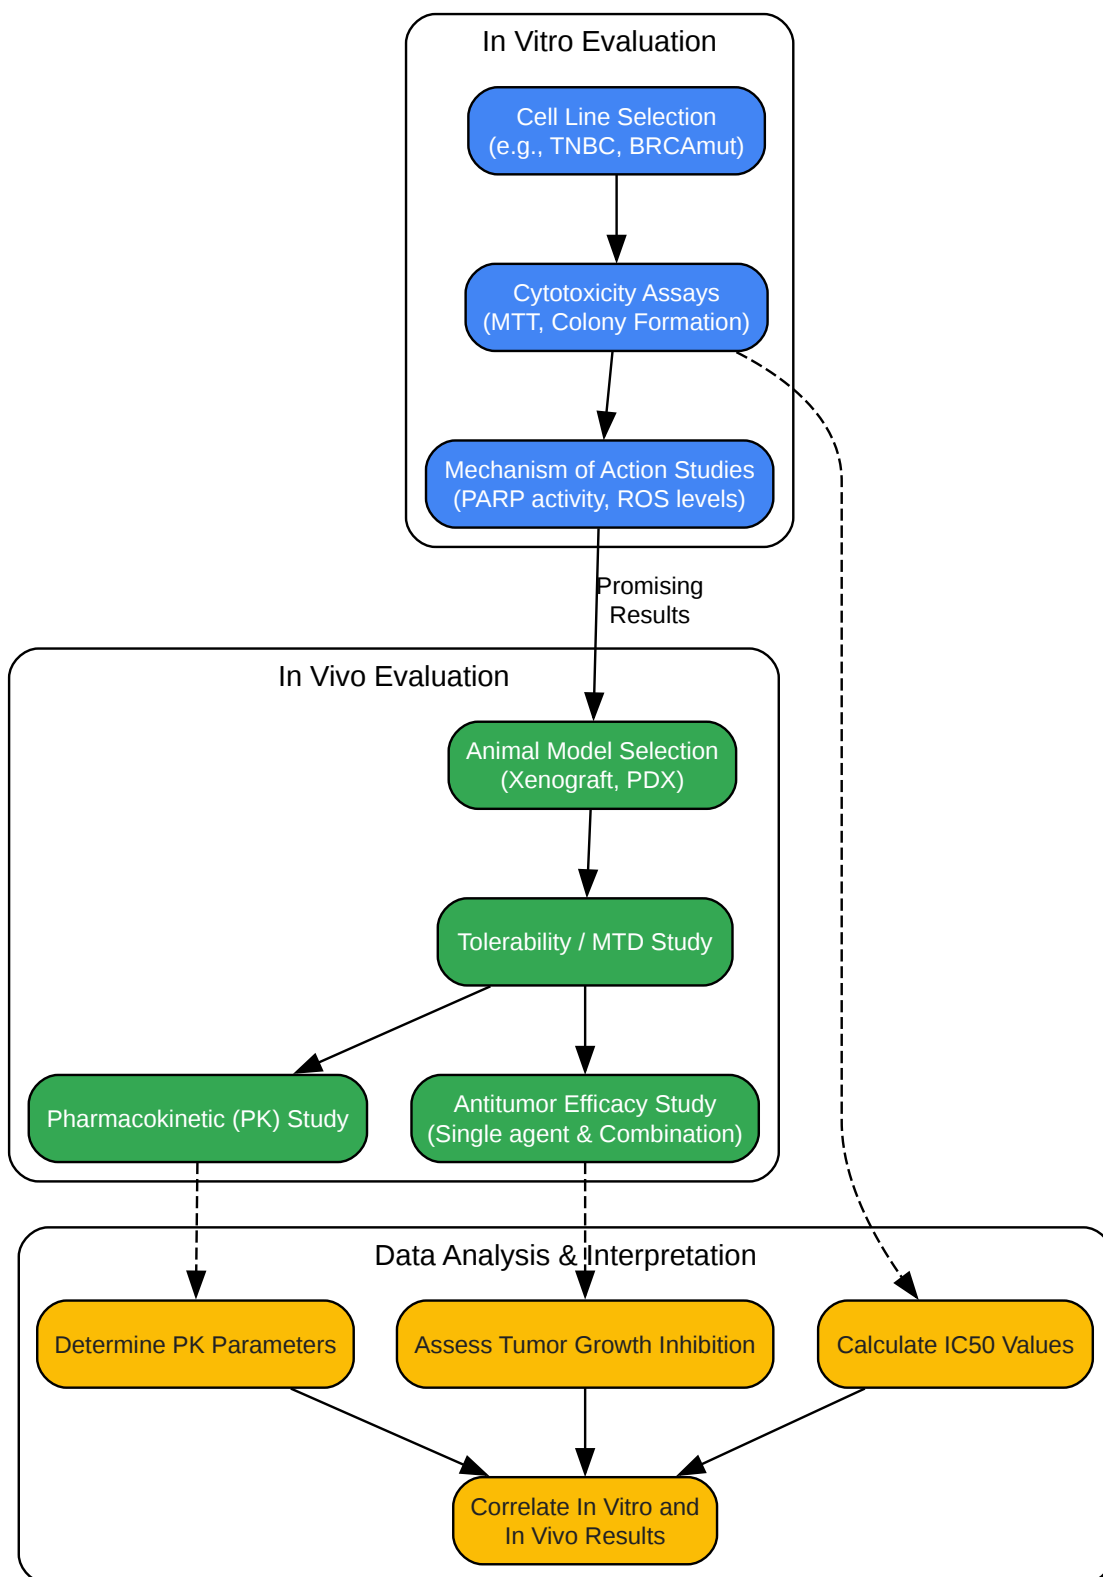 In Vitro Evaluation
Cell Line Selection
(e.g., TNBC, BRCAmut)
Cytotoxicity Assays
(MTT, Colony Formation)
Mechanism of Action Studies
(PARP activity, ROS levels)
Promising
Results
In Vivo Evaluation
Animal Model Selection
(Xenograft, PDX)
Tolerability / MTD Study
Pharmacokinetic (PK) Study
Antitumor Efficacy Study
(Single agent & Combination)
Data Analysis & Interpretation
Determine PK Parameters
Assess Tumor Growth Inhibition
Calculate IC50 Values
Correlate In Vitro and
In Vivo Results